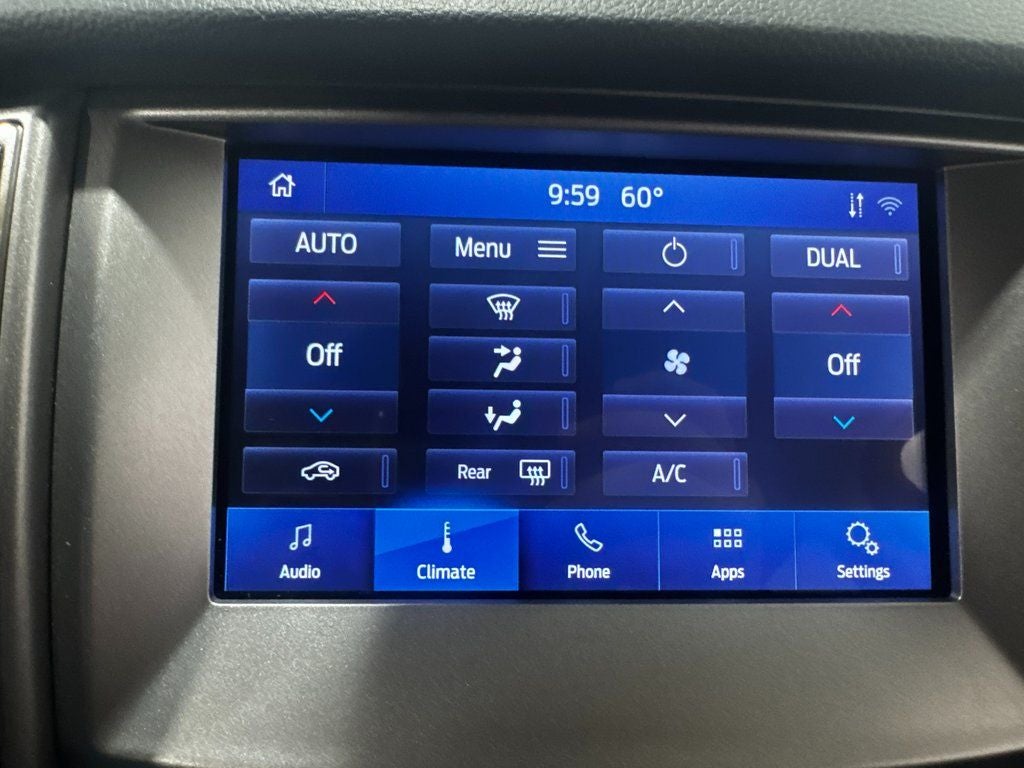 9:59 60°
AUTO
Menu
DUAL
Off
Off
Rear
A/C
Audio
Climate
Phone
Apps
Settings